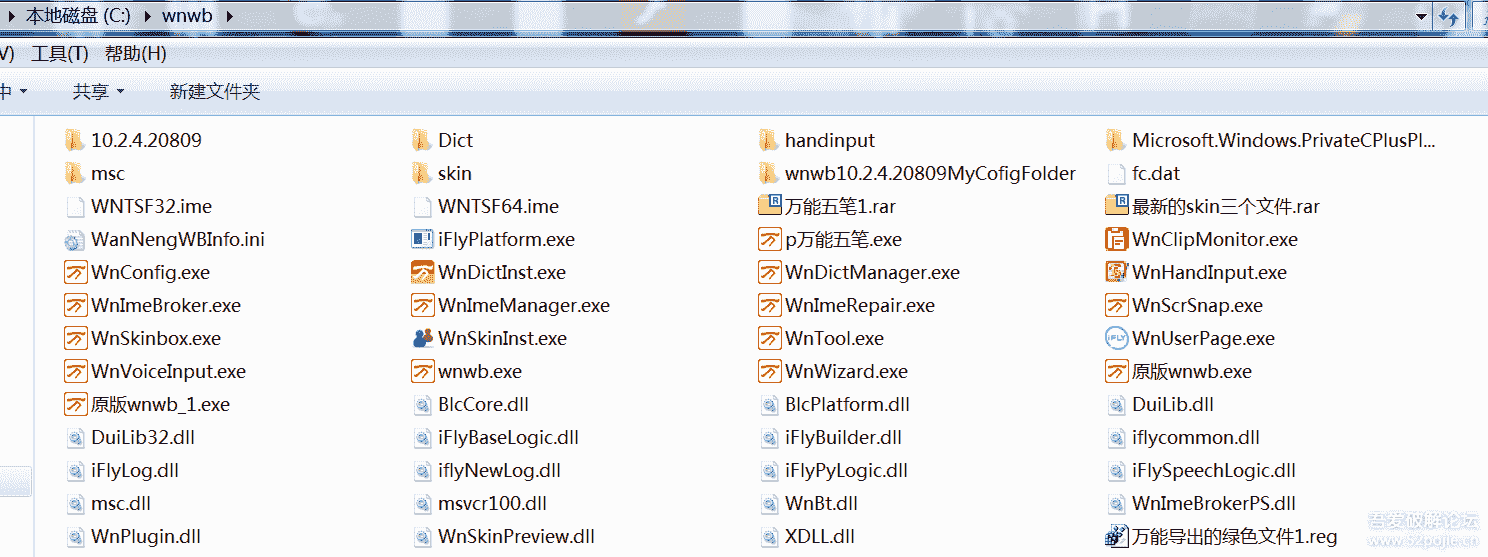 本地磁盘 (C:) wnwb
V) 工具(T) 帮助(H)
中 共享 新建文件夹
10.2.4.20809 Dict handinput Microsoft.Windows.PrivateCPlusPl...
msc skin wnwb10.2.4.20809MyCofigFolder fc.dat
WNTSF32.ime WNTSF64.ime 万能五笔1.rar 最新的skin三个文件.rar
WanNengWBInfo.ini iFlyPlatform.exe p万能五笔.exe WnClipMonitor.exe
WnConfig.exe WnDictInst.exe WnDictManager.exe WnHandInput.exe
WnImeBroker.exe WnImeManager.exe WnImeRepair.exe WnScrSnap.exe
WnSkinbox.exe WnSkinInst.exe WnTool.exe WnUserPage.exe
WnVoiceInput.exe wnwb.exe WnWizard.exe 原版wnwb.exe
原版wnwb_1.exe BlcCore.dll BlcPlatform.dll DuiLib.dll
DuiLib32.dll iFlyBaseLogic.dll iFlyBuilder.dll iflycommon.dll
iFlyLog.dll iflyNewLog.dll iFlyPyLogic.dll iFlySpeechLogic.dll
msc.dll msvcr100.dll WnBt.dll WnImeBrokerPS.dll
WnPlugin.dll WnSkinPreview.dll XDLL.dll 万能导出的绿色文件1.reg
吾爱破解论坛
www.52pojie.cn